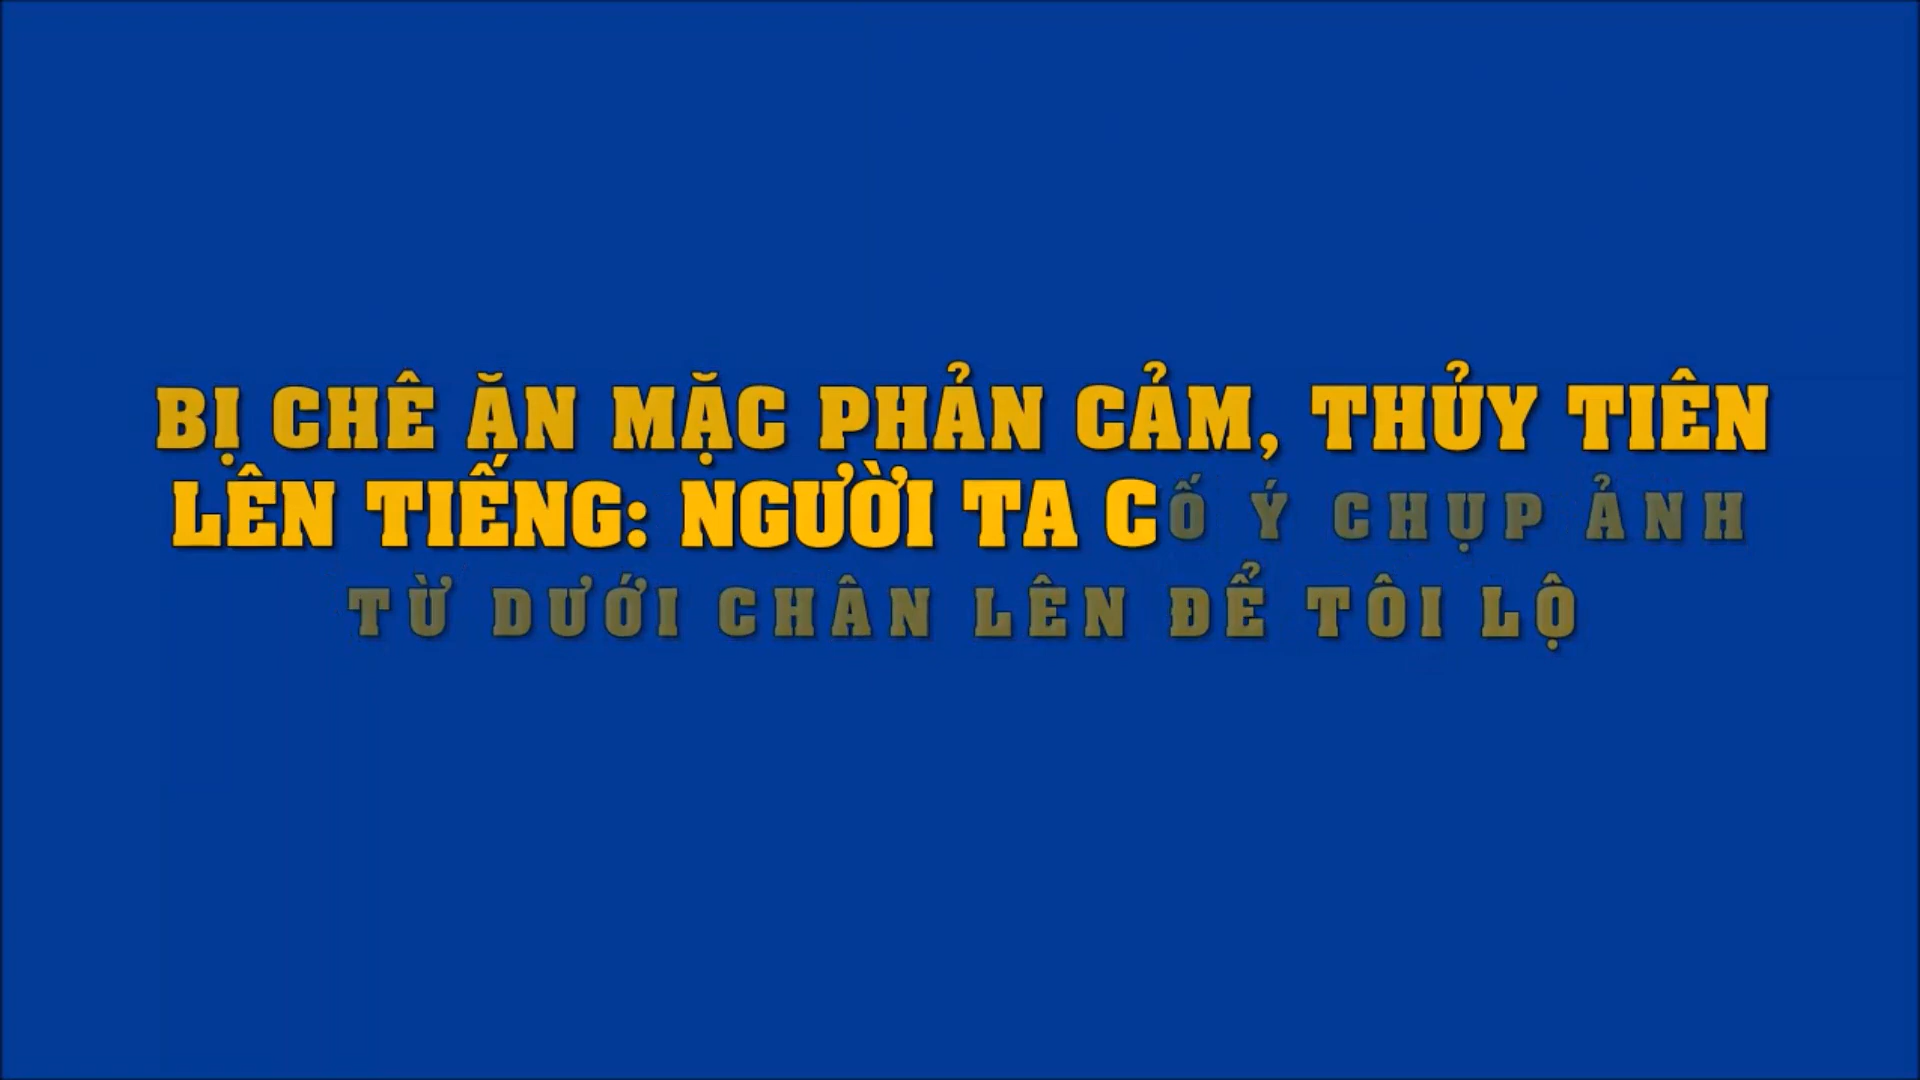 BỊ CHÊ ĂN MẶC PHẢN CẢM, THỦY TIÊN
LÊN TIẾNG: NGƯỜI TA CỐ Ý CHỤP ẢNH
TỪ DƯỚI CHÂN LÊN ĐỂ TÔI LỘ